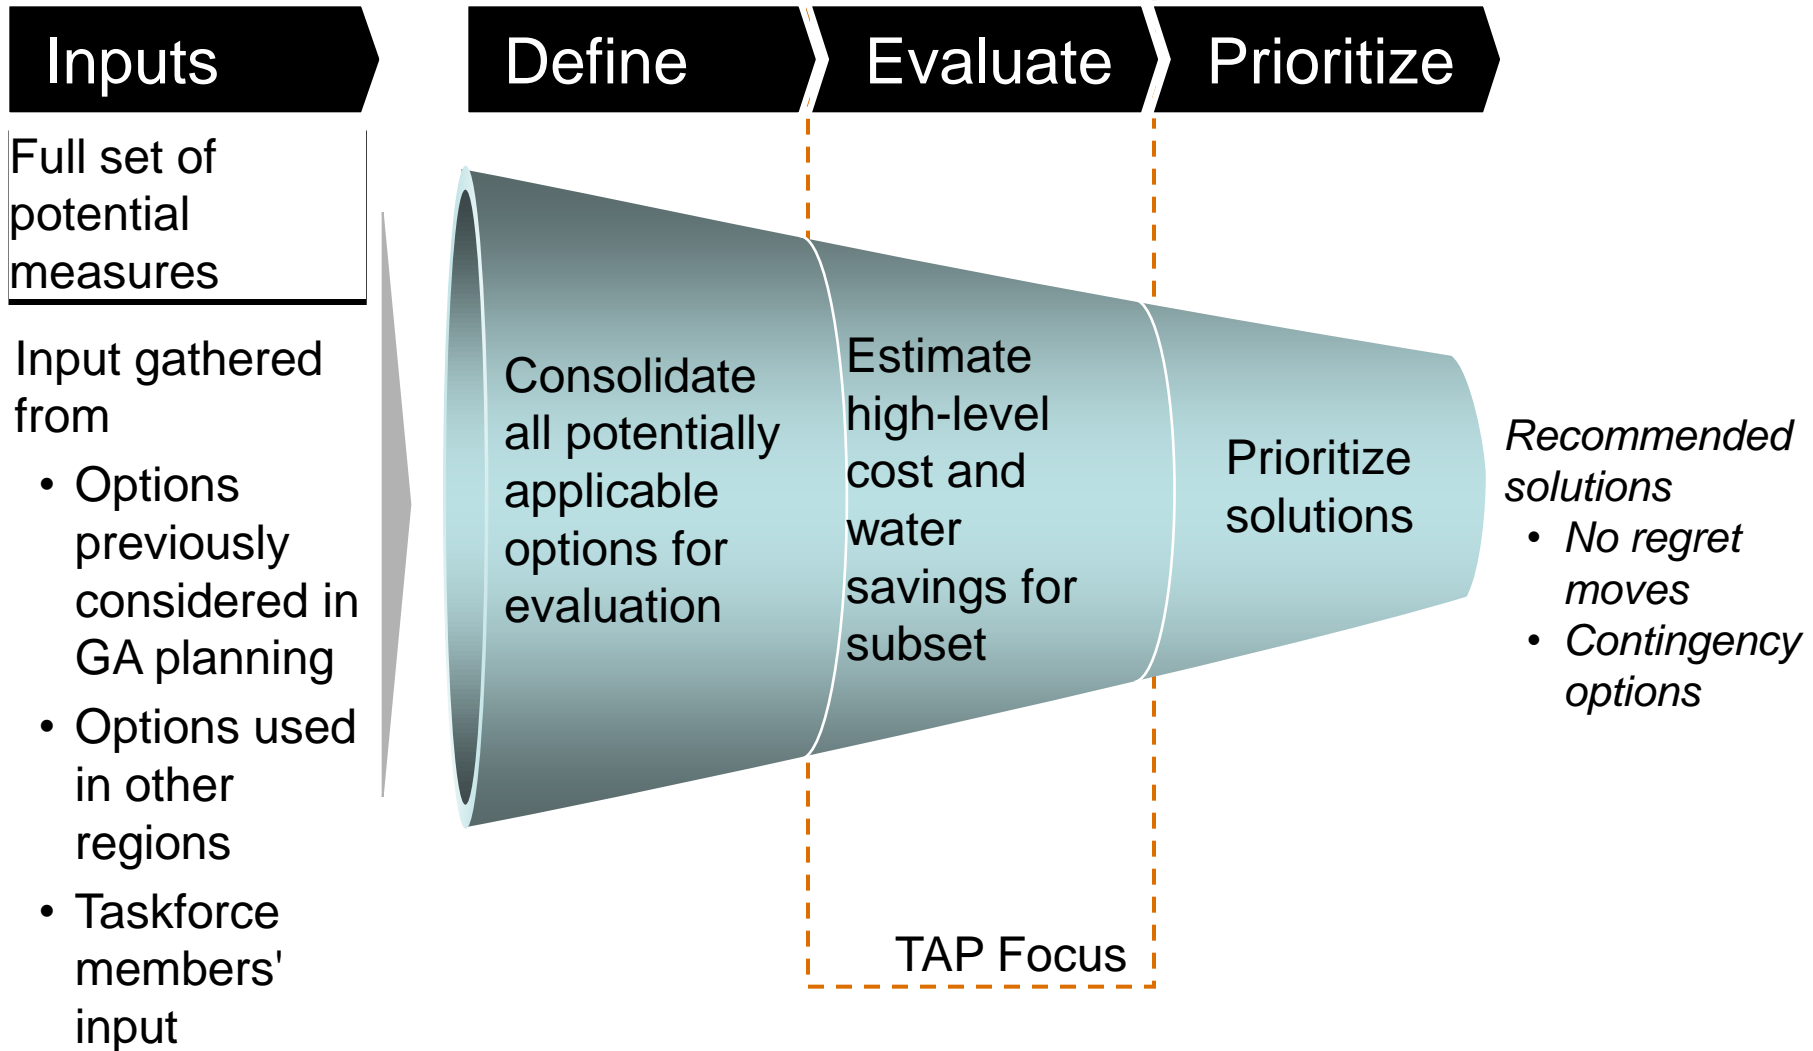 Inputs
Define
Evaluate
Prioritize
Full set of
potential
measures
Input gathered
from
• Options
previously
considered in
GA planning
• Options used
in other
regions
• Taskforce
members'
input
Consolidate
all potentially
applicable
options for
evaluation
Estimate
high-level
cost and
water
savings for
subset
Prioritize
solutions
Recommended
solutions
• No regret
moves
• Contingency
options
TAP Focus